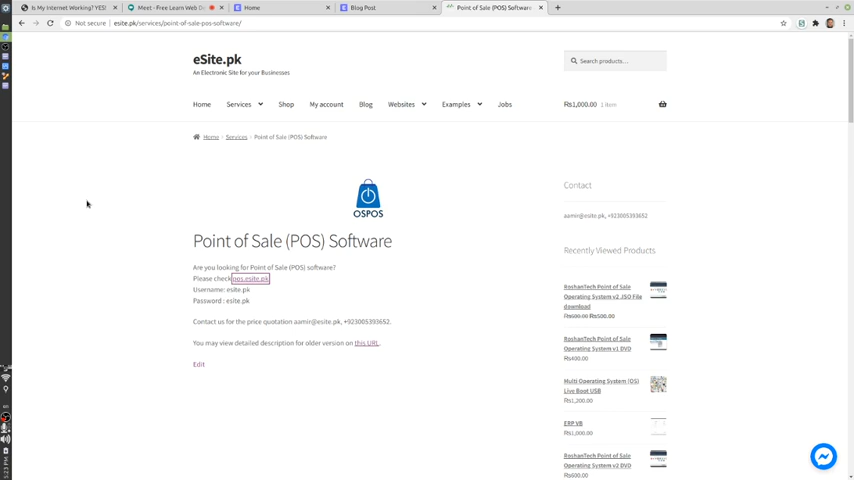 Is My Internet Working? YES!
Meet - Free Learn Web D
Home
Blog Post
Point of Sale (POS) Software
Not secure
esite.pk/services/point-of-sale-pos-software/
eSite.pk
An Electronic Site for your Businesses
Search products…
Home
Services
Shop
My account
Blog
Websites
Examples
Jobs
₨1,000.00 1 item
Home
Services
Point of Sale (POS) Software
OSPOS
Point of Sale (POS) Software
Are you looking for Point of Sale (POS) software?
Please check pos.esite.pk.
Username: esite.pk
Password : esite.pk
Contact us for the price quotation aamir@esite.pk, +923005393652.
You may view detailed description for older version on this URL.
Edit
Contact
aamir@esite.pk, +923005393652
Recently Viewed Products
RoshanTech Point of Sale
Operating System v2 .ISO File
download
₨600.00 ₨500.00
RoshanTech Point of Sale
Operating System v1 DVD
₨400.00
Multi Operating System (OS)
Live Boot USB
₨1,200.00
ERP V8
₨1,000.00
RoshanTech Point of Sale
Operating System v2 DVD
₨600.00
en
5:23 PM